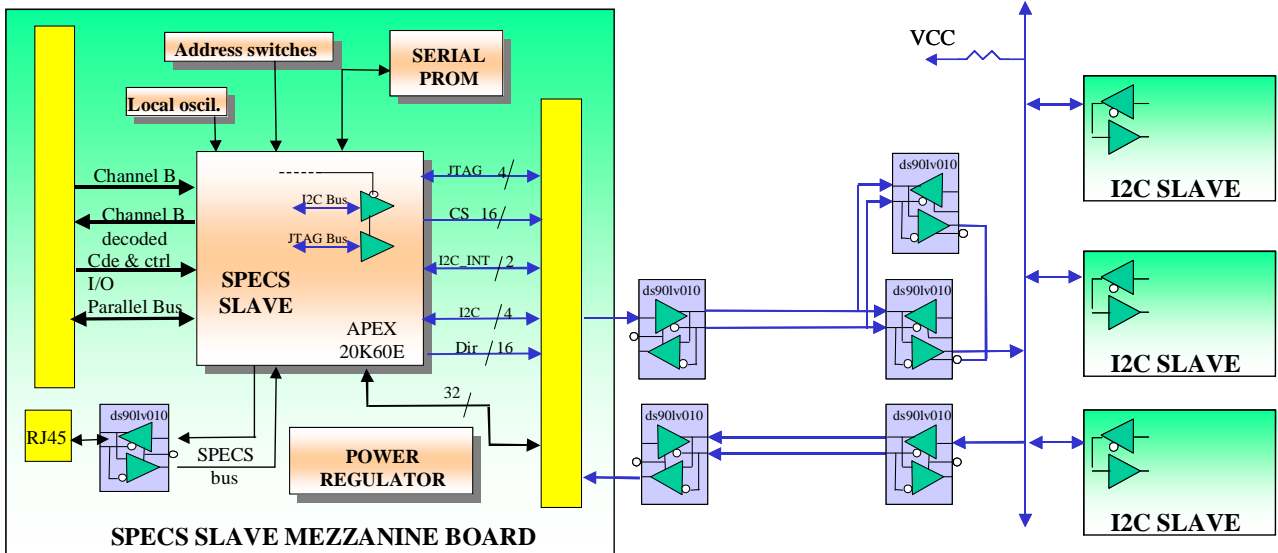 Address switches
SERIAL
PROM
Local oscil.
VCC
Channel B
Channel B
decoded
Cde & ctrl
I/O
Parallel Bus
I2C Bus
JTAG Bus
SPECS
SLAVE
APEX
20K60E
JTAG 4
CS 16
I2C_INT 2
I2C 4
Dir 16
32
RJ45
ds90lv010
SPECS
bus
POWER
REGULATOR
SPECS SLAVE MEZZANINE BOARD
ds90lv010
ds90lv010
ds90lv010
ds90lv010
ds90lv010
I2C SLAVE
I2C SLAVE
I2C SLAVE